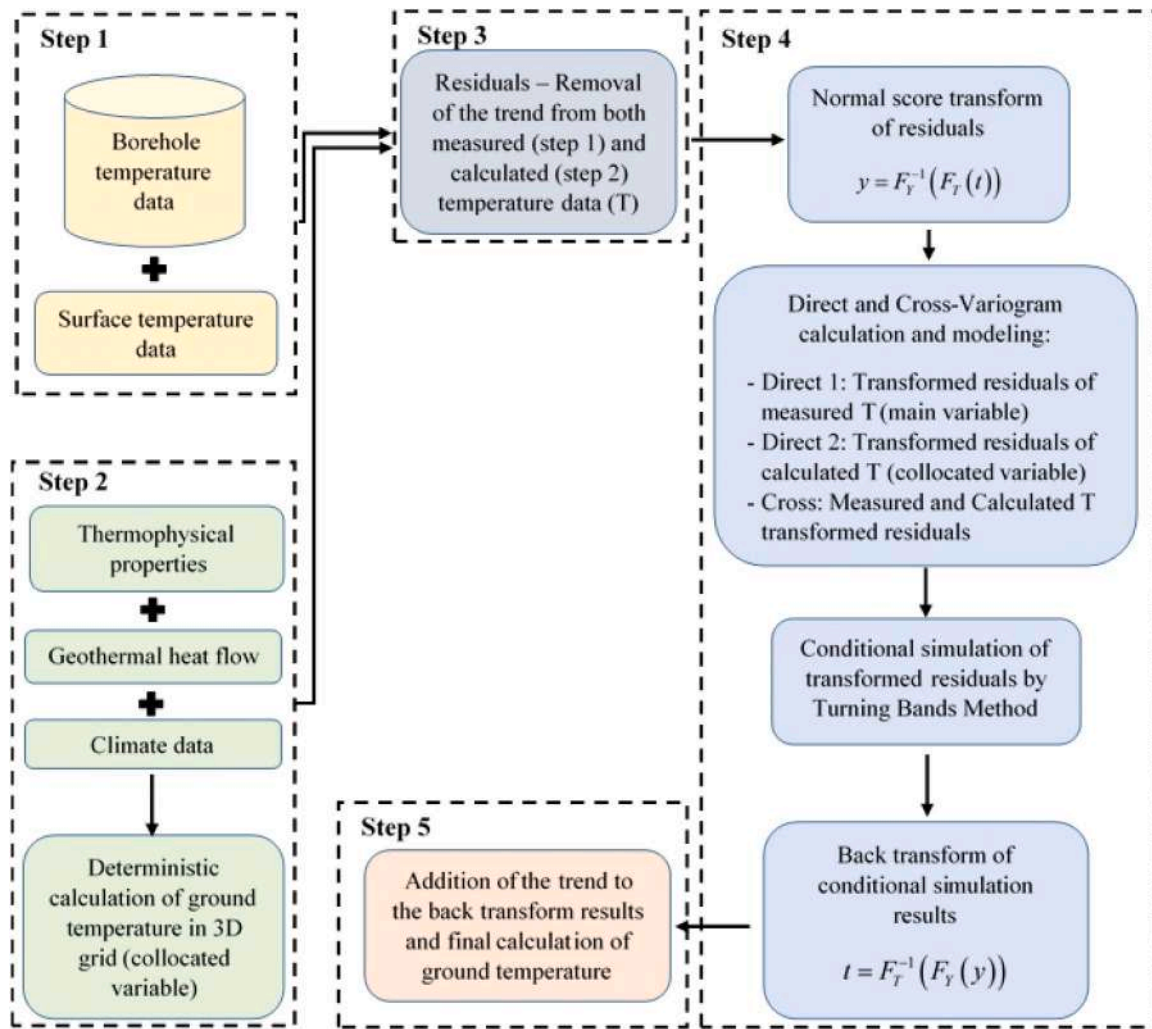 Step 1
Borehole
temperature
data
Surface temperature
data
Step 2
Thermophysical
properties
Geothermal heat flow
Climate data
Deterministic
calculation of ground
temperature in 3D
grid (collocated
variable)
Step 3
Residuals – Removal
of the trend from both
measured (step 1) and
calculated (step 2)
temperature data (T)
Step 4
Normal score transform
of residuals
y = F_Y^{-1}(F_T(t))
Direct and Cross-Variogram
calculation and modeling:
- Direct 1: Transformed residuals of
measured T (main variable)
- Direct 2: Transformed residuals of
calculated T (collocated variable)
- Cross: Measured and Calculated T
transformed residuals
Conditional simulation of
transformed residuals by
Turning Bands Method
Back transform of
conditional simulation
results
t = F_T^{-1}(F_Y(y))
Step 5
Addition of the trend to
the back transform results
and final calculation of
ground temperature